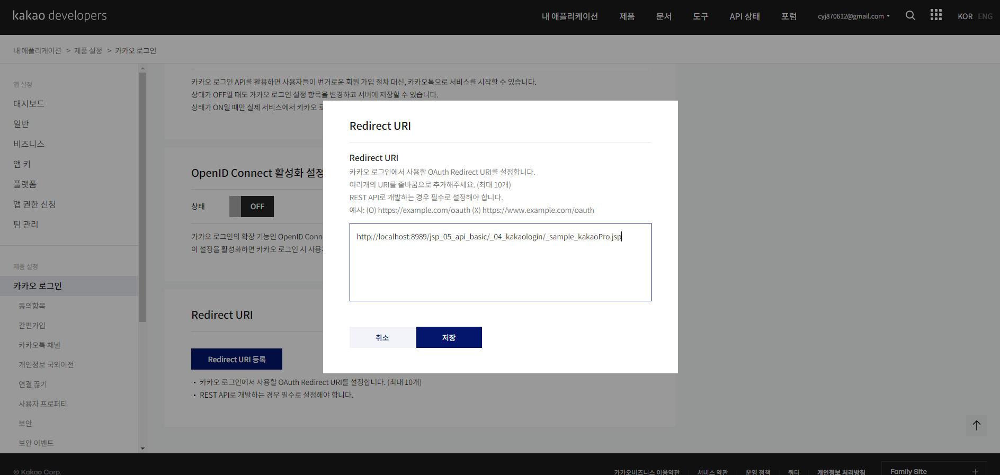 kakao developers
내 애플리케이션 제품 문서 도구 API 상태 포럼 cyj870612@gmail.com KOR ENG
내 애플리케이션 > 제품 설정 > 카카오 로그인
앱 설정
대시보드
일반
비즈니스
앱 키
플랫폼
앱 권한 신청
팀 관리
제품 설정
카카오 로그인
동의항목
간편가입
카카오톡 채널
개인정보 국외이전
연결 끊기
사용자 프로퍼티
보안
보안 이벤트
카카오 로그인 API를 활용하면 사용자들이 번거로운 회원 가입 절차 대신, 카카오톡으로 서비스를 시작할 수 있습니다.
상태가 OFF일 때도 카카오 로그인 설정 항목을 변경하고 서버에 저장할 수 있습니다.
상태가 ON일 때만 실제 서비스에서 카카오 로
OpenID Connect 활성화 설정
상태 OFF
카카오 로그인의 확장 기능인 OpenID Conn
이 설정을 활성화하면 카카오 로그인 시 사용자
Redirect URI
Redirect URI 등록
• 카카오 로그인에서 사용할 OAuth Redirect URI를 설정합니다. (최대 10개)
• REST API로 개발하는 경우 필수로 설정해야 합니다.
Redirect URI
Redirect URI
카카오 로그인에서 사용할 OAuth Redirect URI를 설정합니다.
여러개의 URI를 줄바꿈으로 추가해주세요. (최대 10개)
REST API로 개발하는 경우 필수로 설정해야 합니다.
예시: (O) https://example.com/oauth (X) https://www.example.com/oauth
http://localhost:8989/jsp_05_api_basic/_04_kakaologin/_sample_kakaoPro.jsp
취소 저장
© Kakao Corp.
카카오비즈니스 이용약관 서비스 약관 운영 정책 쿼터 개인정보 처리방침 Family Site